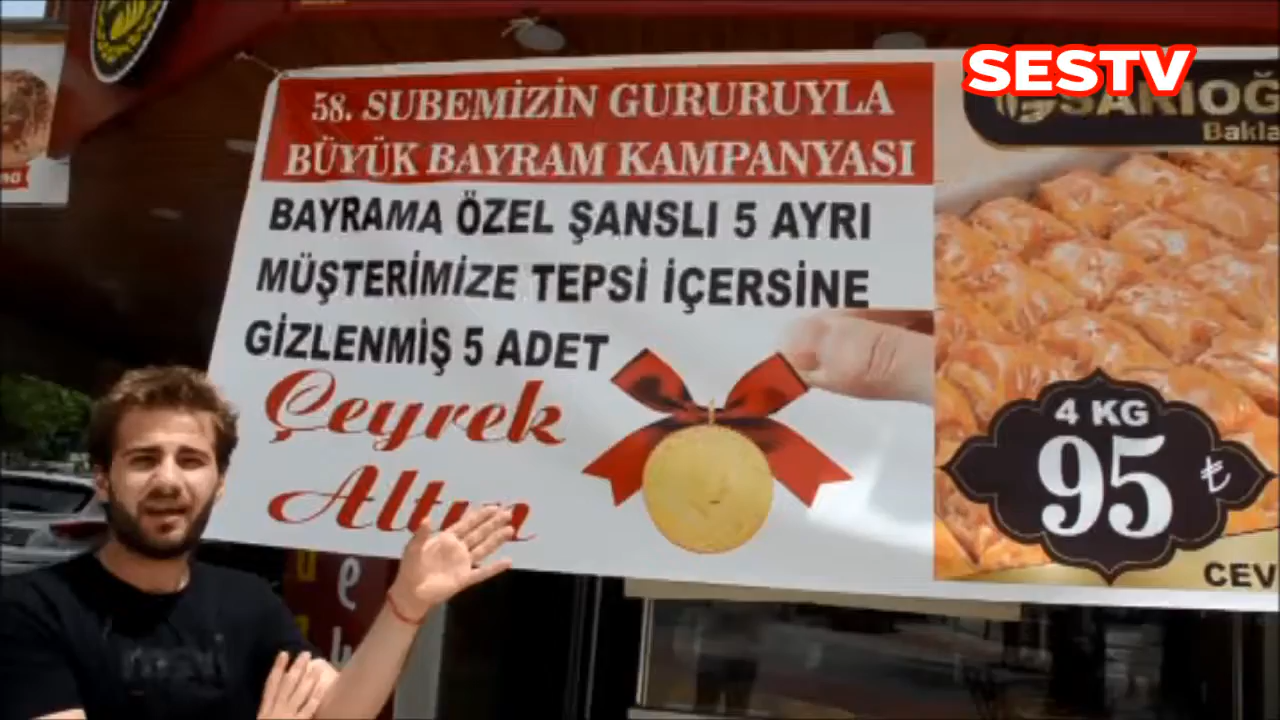 SESTV
58. SUBEMİZİN GURURUYLA
BÜYÜK BAYRAM KAMPANYASI
BAYRAMA ÖZEL ŞANSLI 5 AYRI
MÜŞTERİMİZE TEPSİ İÇERSİNE
GİZLENMİŞ 5 ADET
Çeyrek
Altın
SARIOĞ
Bakla
4 KG
95 ₺
CEV